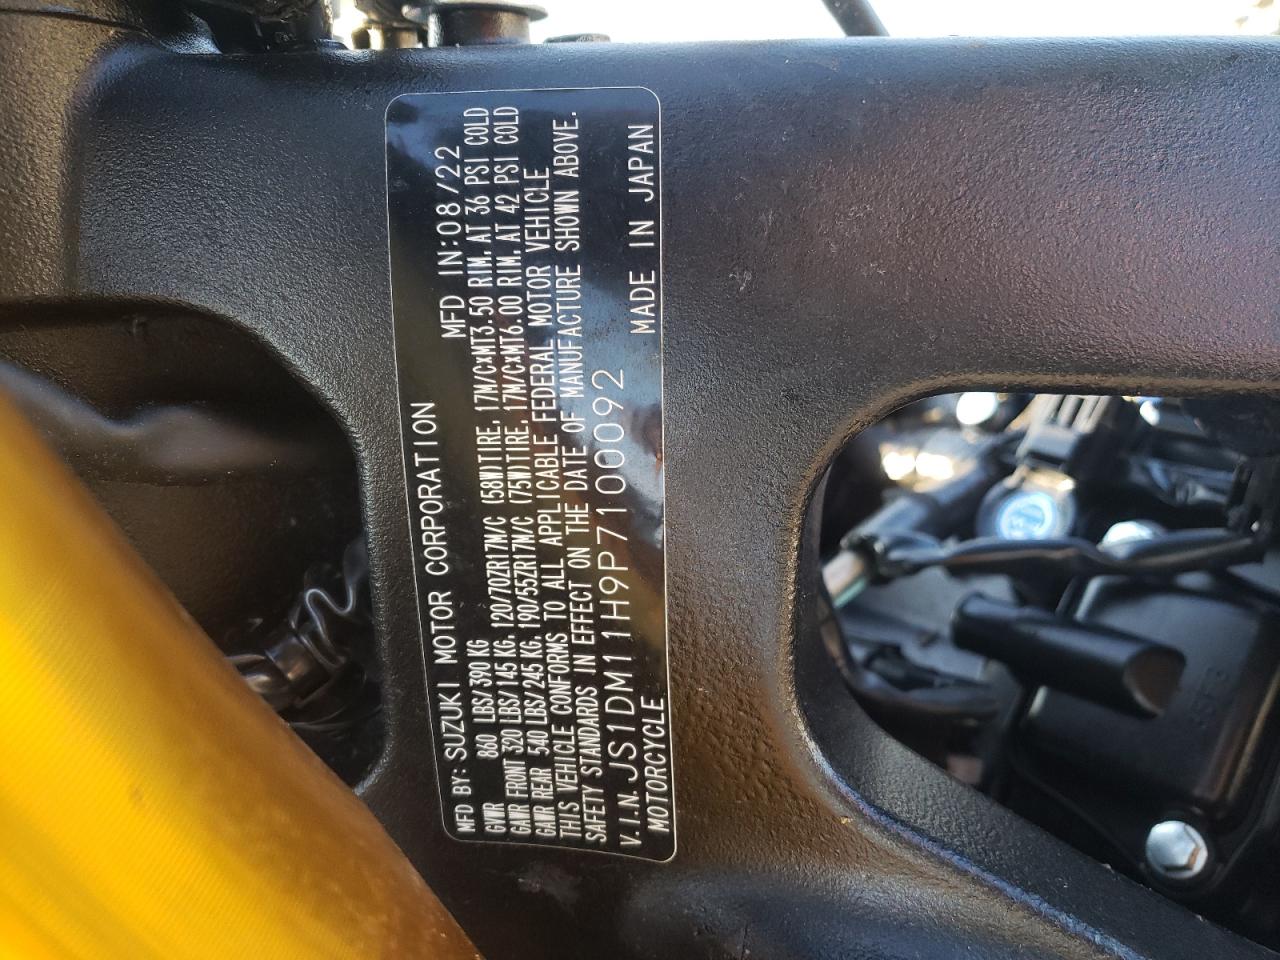 MFD BY: SUZUKI MOTOR CORPORATION MFD IN:08/22
GVWR 860 LBS/390 KG
GAWR FRONT 320 LBS/145 KG, 120/70ZR17M/C (58W)TIRE, 17M/CxMT3.50 RIM, AT 36 PSI COLD
GAWR REAR 540 LBS/245 KG, 190/55ZR17M/C (75W)TIRE, 17M/CxMT6.00 RIM, AT 42 PSI COLD
THIS VEHICLE CONFORMS TO ALL APPLICABLE FEDERAL MOTOR VEHICLE
SAFETY STANDARDS IN EFFECT ON THE DATE OF MANUFACTURE SHOWN ABOVE.
V.I.N. JS1DM11H9P7100092
MOTORCYCLE MADE IN JAPAN